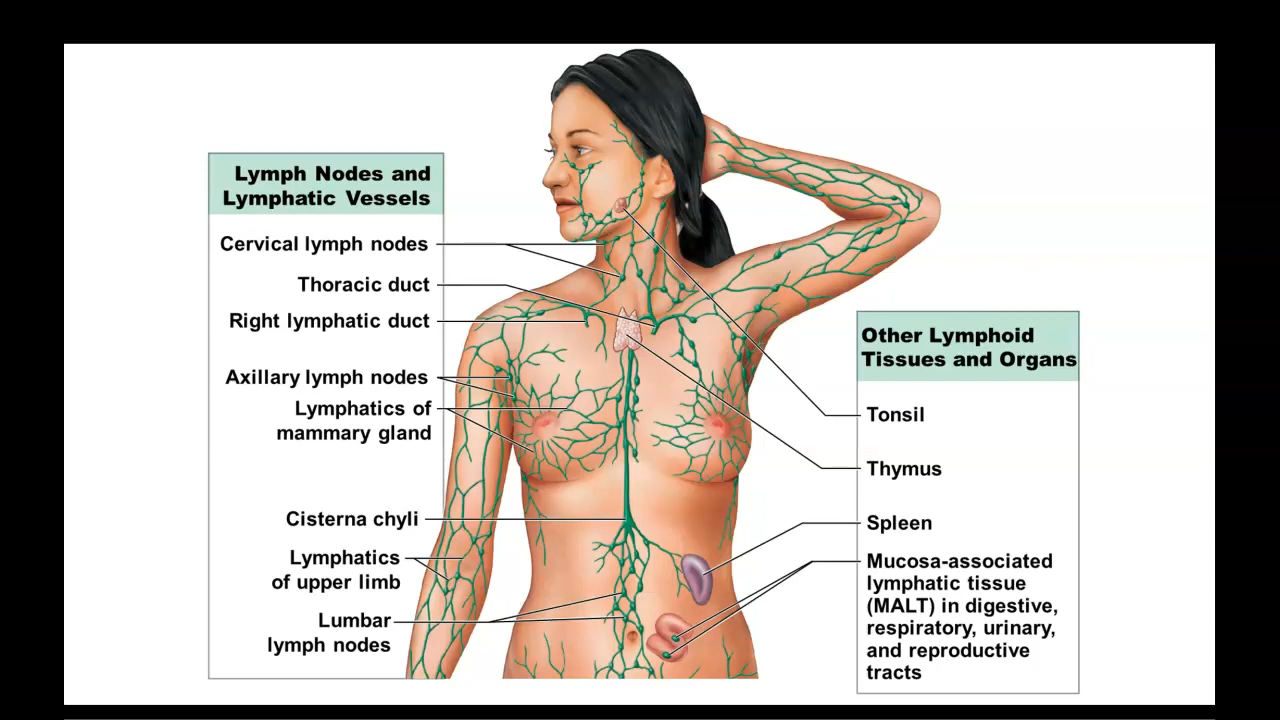 Lymph Nodes and
Lymphatic Vessels
Cervical lymph nodes
Thoracic duct
Right lymphatic duct
Axillary lymph nodes
Lymphatics of
mammary gland
Cisterna chyli
Lymphatics
of upper limb
Lumbar
lymph nodes
Other Lymphoid
Tissues and Organs
Tonsil
Thymus
Spleen
Mucosa-associated
lymphatic tissue
(MALT) in digestive,
respiratory, urinary,
and reproductive
tracts